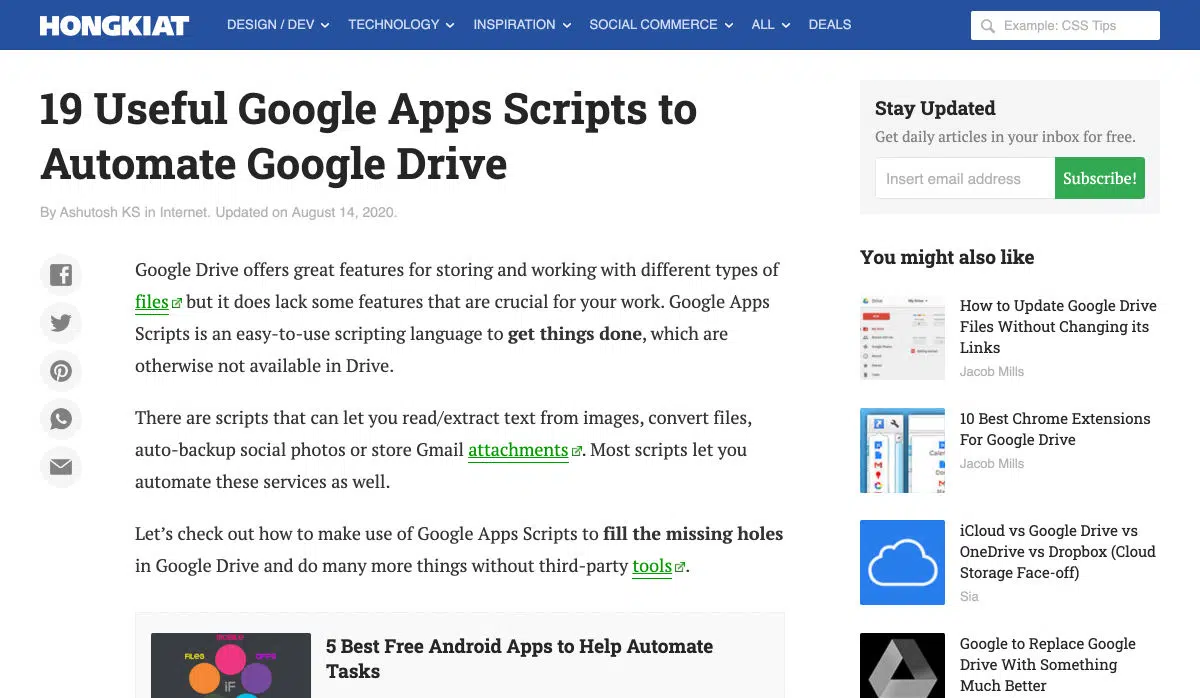 HONGKIAT
DESIGN / DEV
TECHNOLOGY
INSPIRATION
SOCIAL COMMERCE
ALL
DEALS
Example: CSS Tips
19 Useful Google Apps Scripts to
Automate Google Drive
By Ashutosh KS in Internet. Updated on August 14, 2020.
Google Drive offers great features for storing and working with different types of
files but it does lack some features that are crucial for your work. Google Apps
Scripts is an easy-to-use scripting language to get things done, which are
otherwise not available in Drive.
There are scripts that can let you read/extract text from images, convert files,
auto-backup social photos or store Gmail attachments. Most scripts let you
automate these services as well.
Let’s check out how to make use of Google Apps Scripts to fill the missing holes
in Google Drive and do many more things without third-party tools.
MOBILE
FILES
APPS
iF
5 Best Free Android Apps to Help Automate
Tasks
Stay Updated
Get daily articles in your inbox for free.
Insert email address
Subscribe!
You might also like
How to Update Google Drive
Files Without Changing its
Links
Jacob Mills
10 Best Chrome Extensions
For Google Drive
Jacob Mills
iCloud vs Google Drive vs
OneDrive vs Dropbox (Cloud
Storage Face-off)
Sia
Google to Replace Google
Drive With Something
Much Better